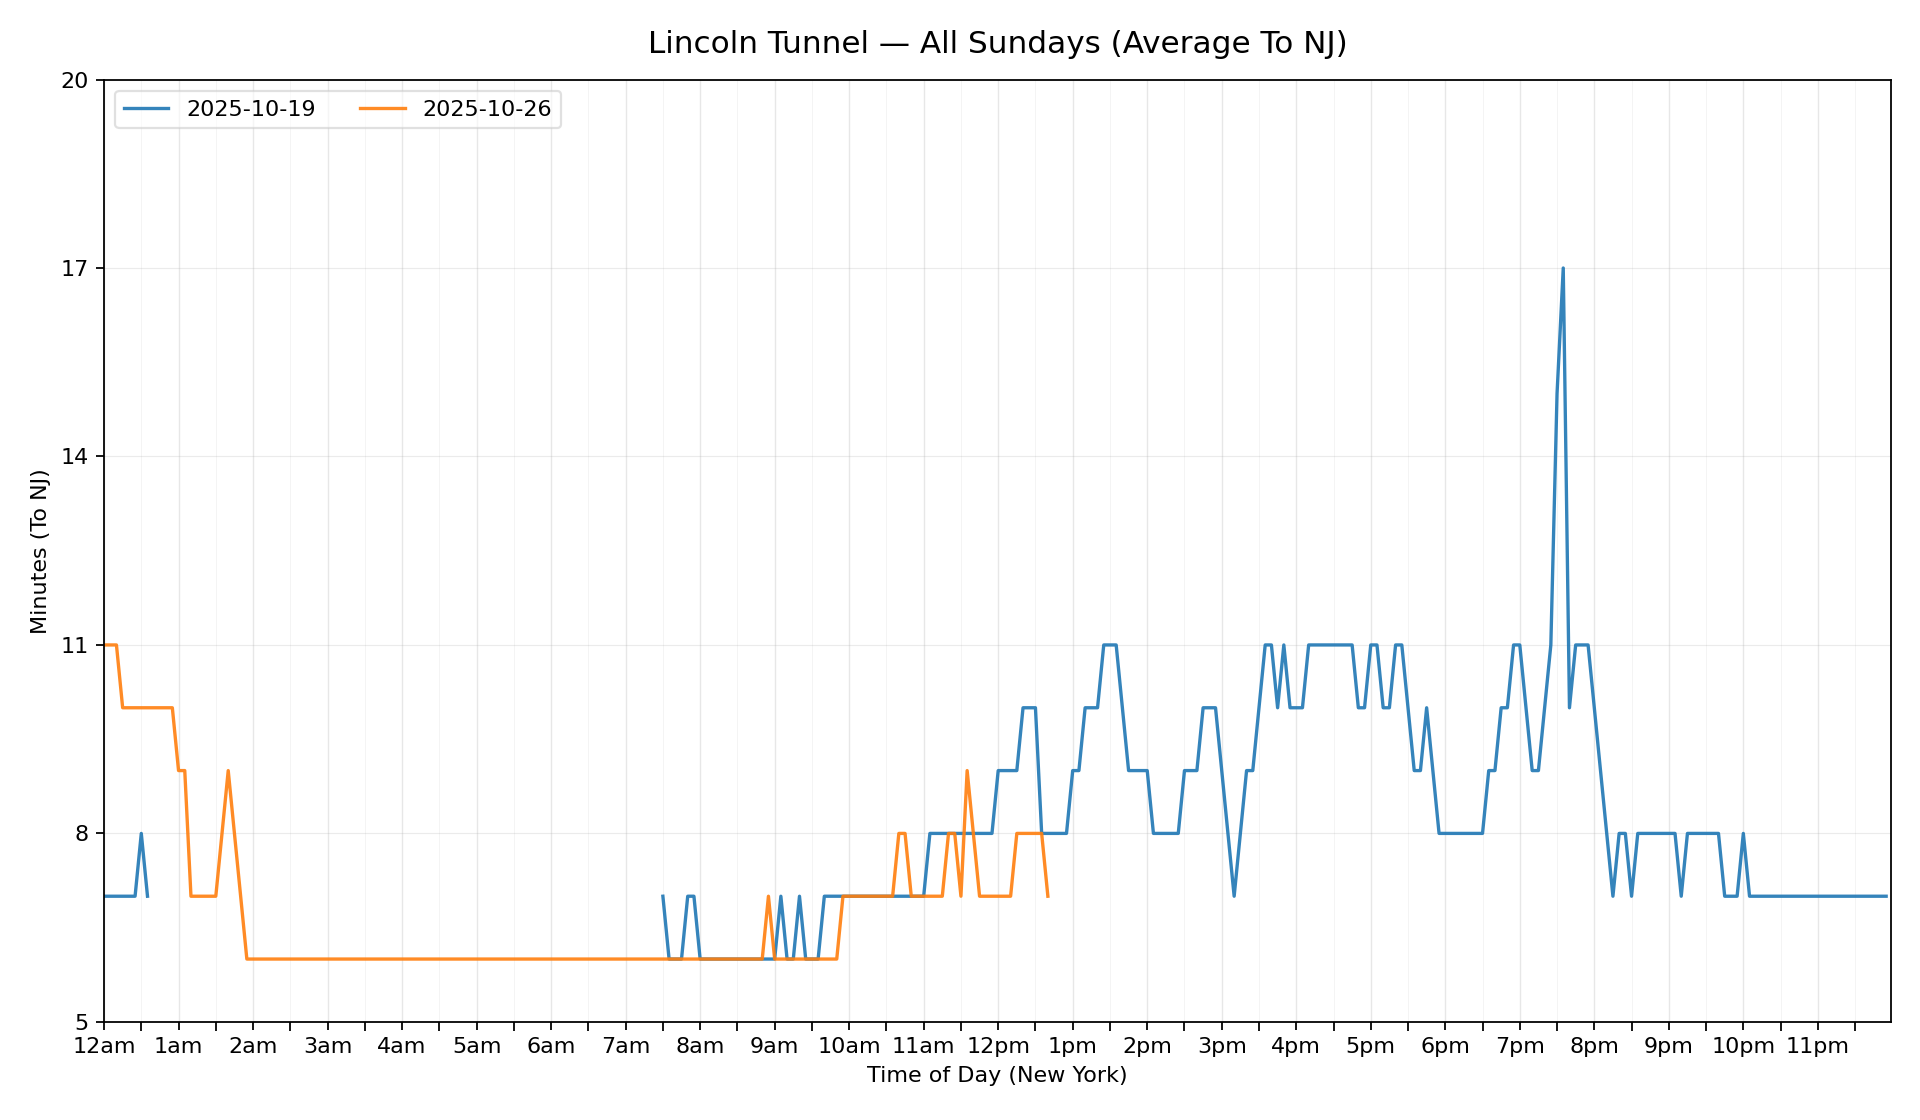 Lincoln Tunnel — All Sundays (Average To NJ)
2025-10-19 2025-10-26
20
17
14
11
8
5
Minutes (To NJ)
12am 1am 2am 3am 4am 5am 6am 7am 8am 9am 10am 11am 12pm 1pm 2pm 3pm 4pm 5pm 6pm 7pm 8pm 9pm 10pm 11pm
Time of Day (New York)